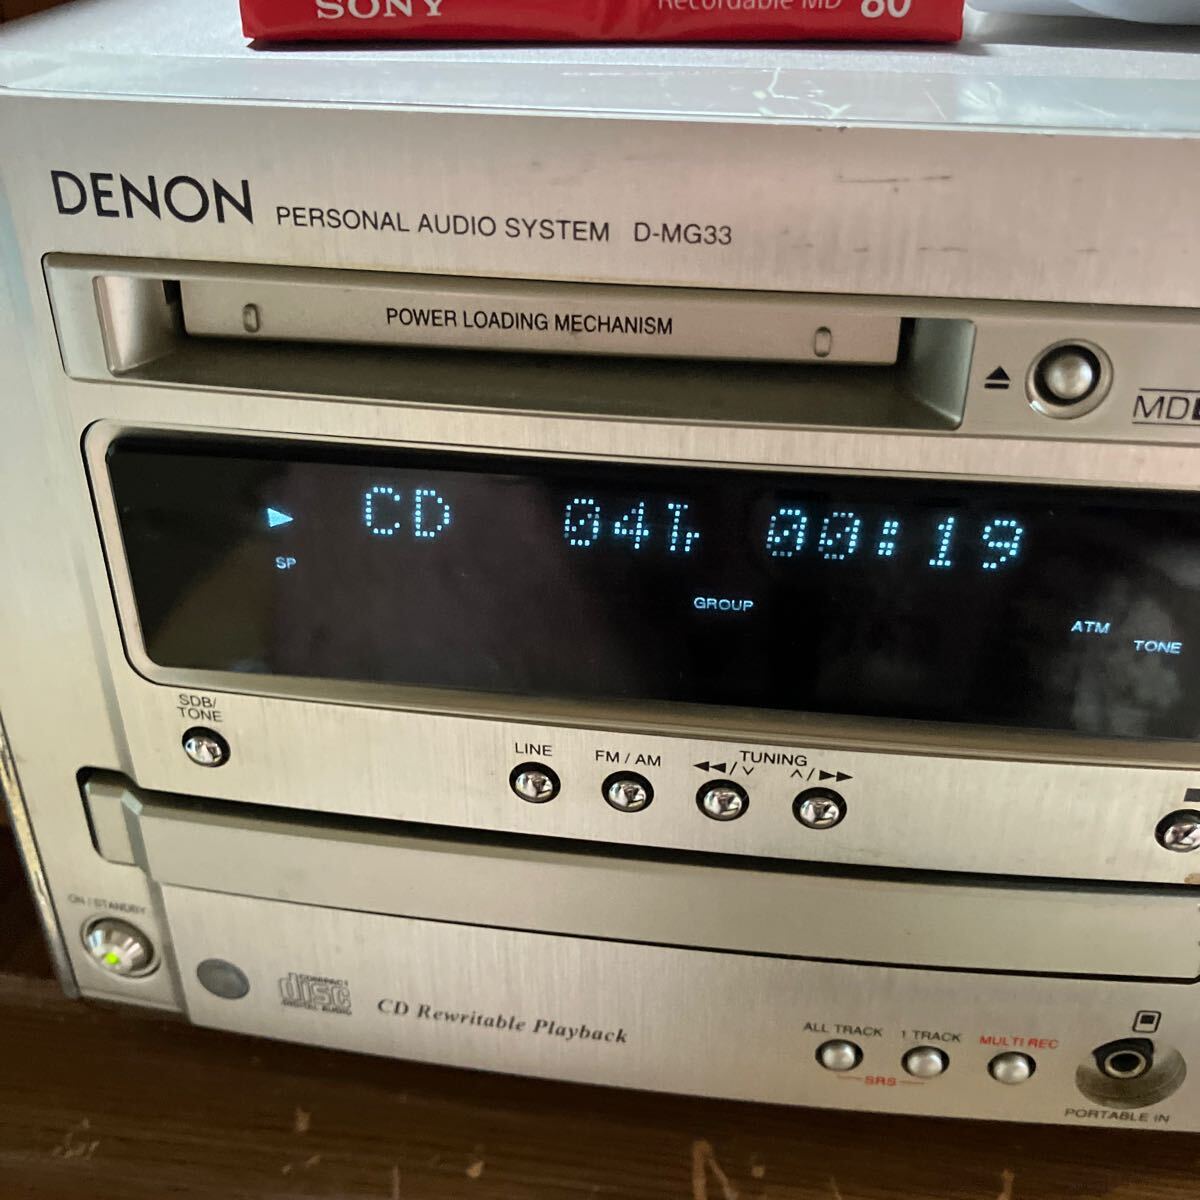 SONY Recordable MD 80
DENON PERSONAL AUDIO SYSTEM D-MG33
POWER LOADING MECHANISM
MD
CD 04Tr 00:19
SP
GROUP
ATM
TONE
SDB/
TONE
LINE
FM / AM
TUNING
ON / STANDBY
COMPACT
disc
DIGITAL AUDIO
CD Rewritable Playback
ALL TRACK
1 TRACK
MULTI REC
SRS
PORTABLE IN